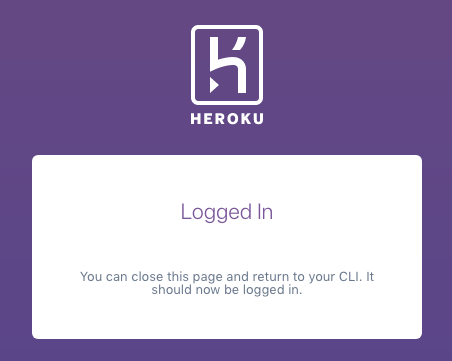 HEROKU
Logged In
You can close this page and return to your CLI. It
should now be logged in.